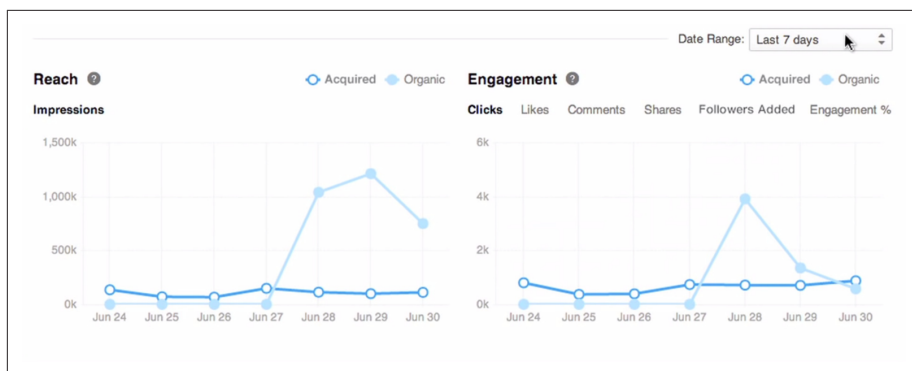 Date Range: Last 7 days
Reach ? Acquired Organic
Impressions
1,500k
1,000k
500k
0k
Jun 24 Jun 25 Jun 26 Jun 27 Jun 28 Jun 29 Jun 30
Engagement ? Acquired Organic
Clicks Likes Comments Shares Followers Added Engagement %
6k
4k
2k
0k
Jun 24 Jun 25 Jun 26 Jun 27 Jun 28 Jun 29 Jun 30